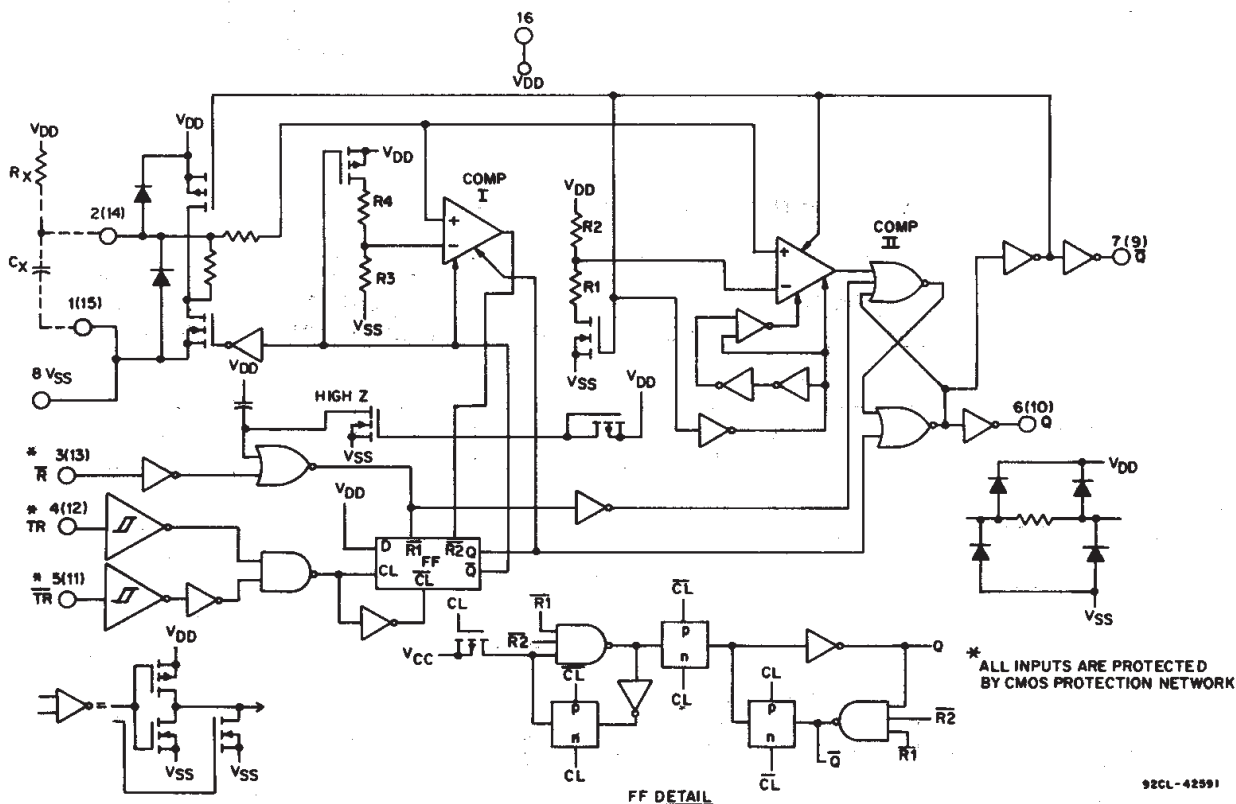 16
VDD
VDD
RX
2(14)
CX
1(15)
8 VSS
VDD
VDD
R4
R3
VSS
COMP
I
+
−
VDD
R2
R1
VSS
COMP
II
+
−
7(9)
Q̅
6(10)
Q
VDD
HIGH Z
VSS
VDD
* 3(13)
R̅
* 4(12)
TR
* 5(11)
T̅R̅
VDD
D
R̅1̅
R̅2̅
Q
FF
CL
C̅L̅
Q̅
VDD
VSS
* ALL INPUTS ARE PROTECTED
BY CMOS PROTECTION NETWORK
VDD
=
VSS
VSS
CL
VCC
R̅1̅
R̅2̅
C̅L̅
p
n
CL
C̅L̅
p
n
CL
Q
CL
p
n
C̅L̅
Q̅
R̅2̅
R̅1̅
FF DETAIL
92CL-42591